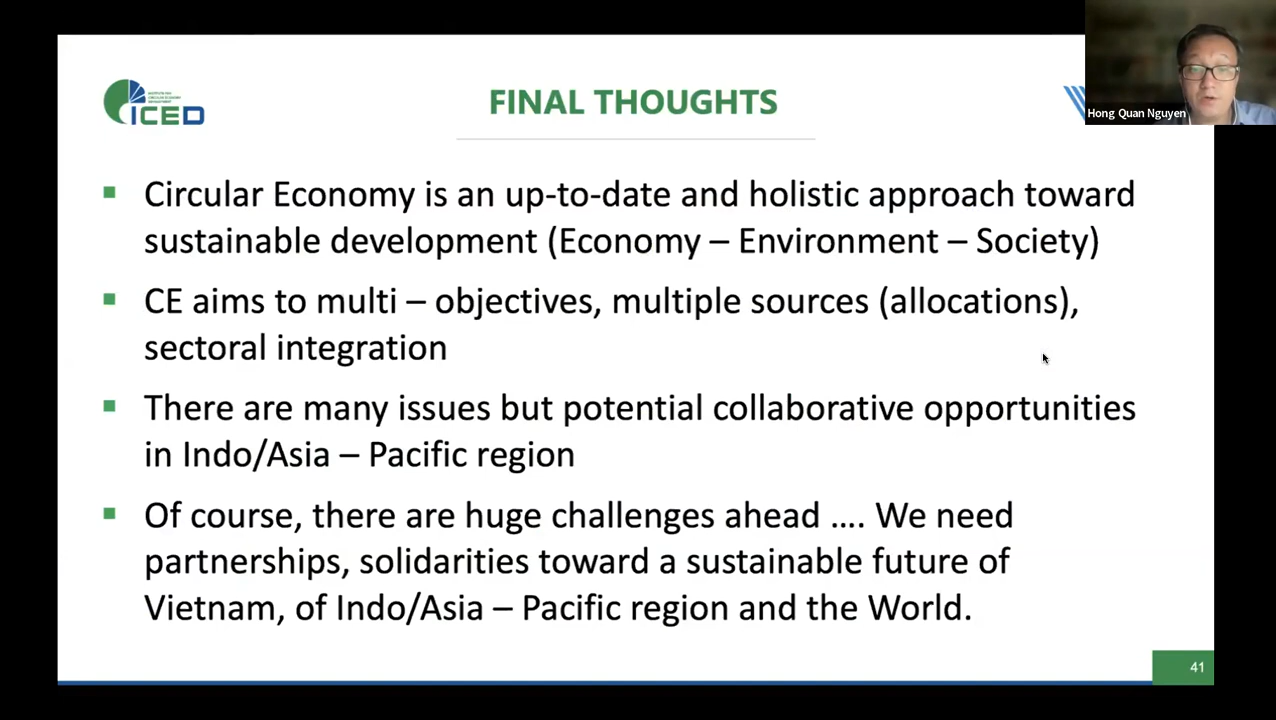 ICED
FINAL THOUGHTS
Hong Quan Nguyen
▪ Circular Economy is an up-to-date and holistic approach toward
sustainable development (Economy – Environment – Society)
▪ CE aims to multi – objectives, multiple sources (allocations),
sectoral integration
▪ There are many issues but potential collaborative opportunities
in Indo/Asia – Pacific region
▪ Of course, there are huge challenges ahead .... We need
partnerships, solidarities toward a sustainable future of
Vietnam, of Indo/Asia – Pacific region and the World.
41